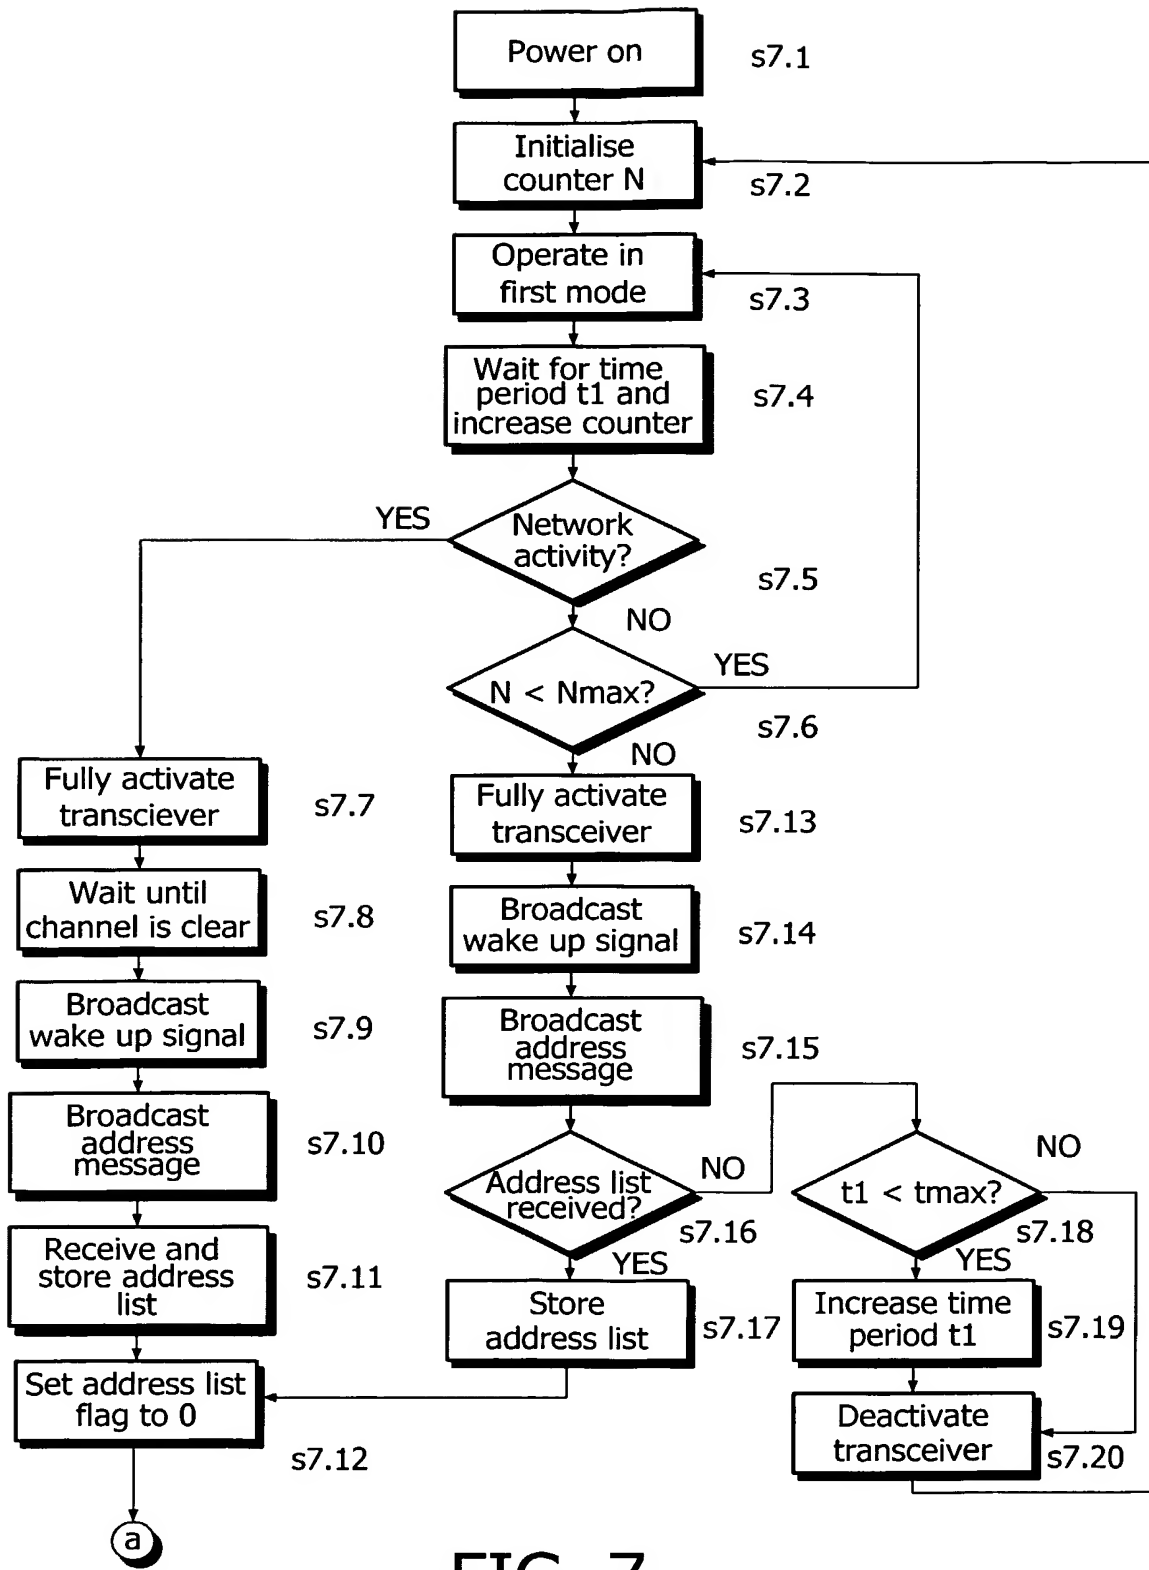 Power on
s7.1
Initialise
counter N
s7.2
Operate in
first mode
s7.3
Wait for time
period t1 and
increase counter
s7.4
YES
Network
activity?
s7.5
NO
N < Nmax?
YES
s7.6
NO
Fully activate
transciever
s7.7
Fully activate
transceiver
s7.13
Wait until
channel is clear
s7.8
Broadcast
wake up signal
s7.14
Broadcast
wake up signal
s7.9
Broadcast
address
message
s7.15
Broadcast
address
message
s7.10
Address list
received?
NO
s7.16
YES
t1 < tmax?
NO
s7.18
YES
Receive and
store address
list
s7.11
Store
address list
s7.17
Increase time
period t1
s7.19
Set address list
flag to 0
s7.12
Deactivate
transceiver
s7.20
a
FIG. 7